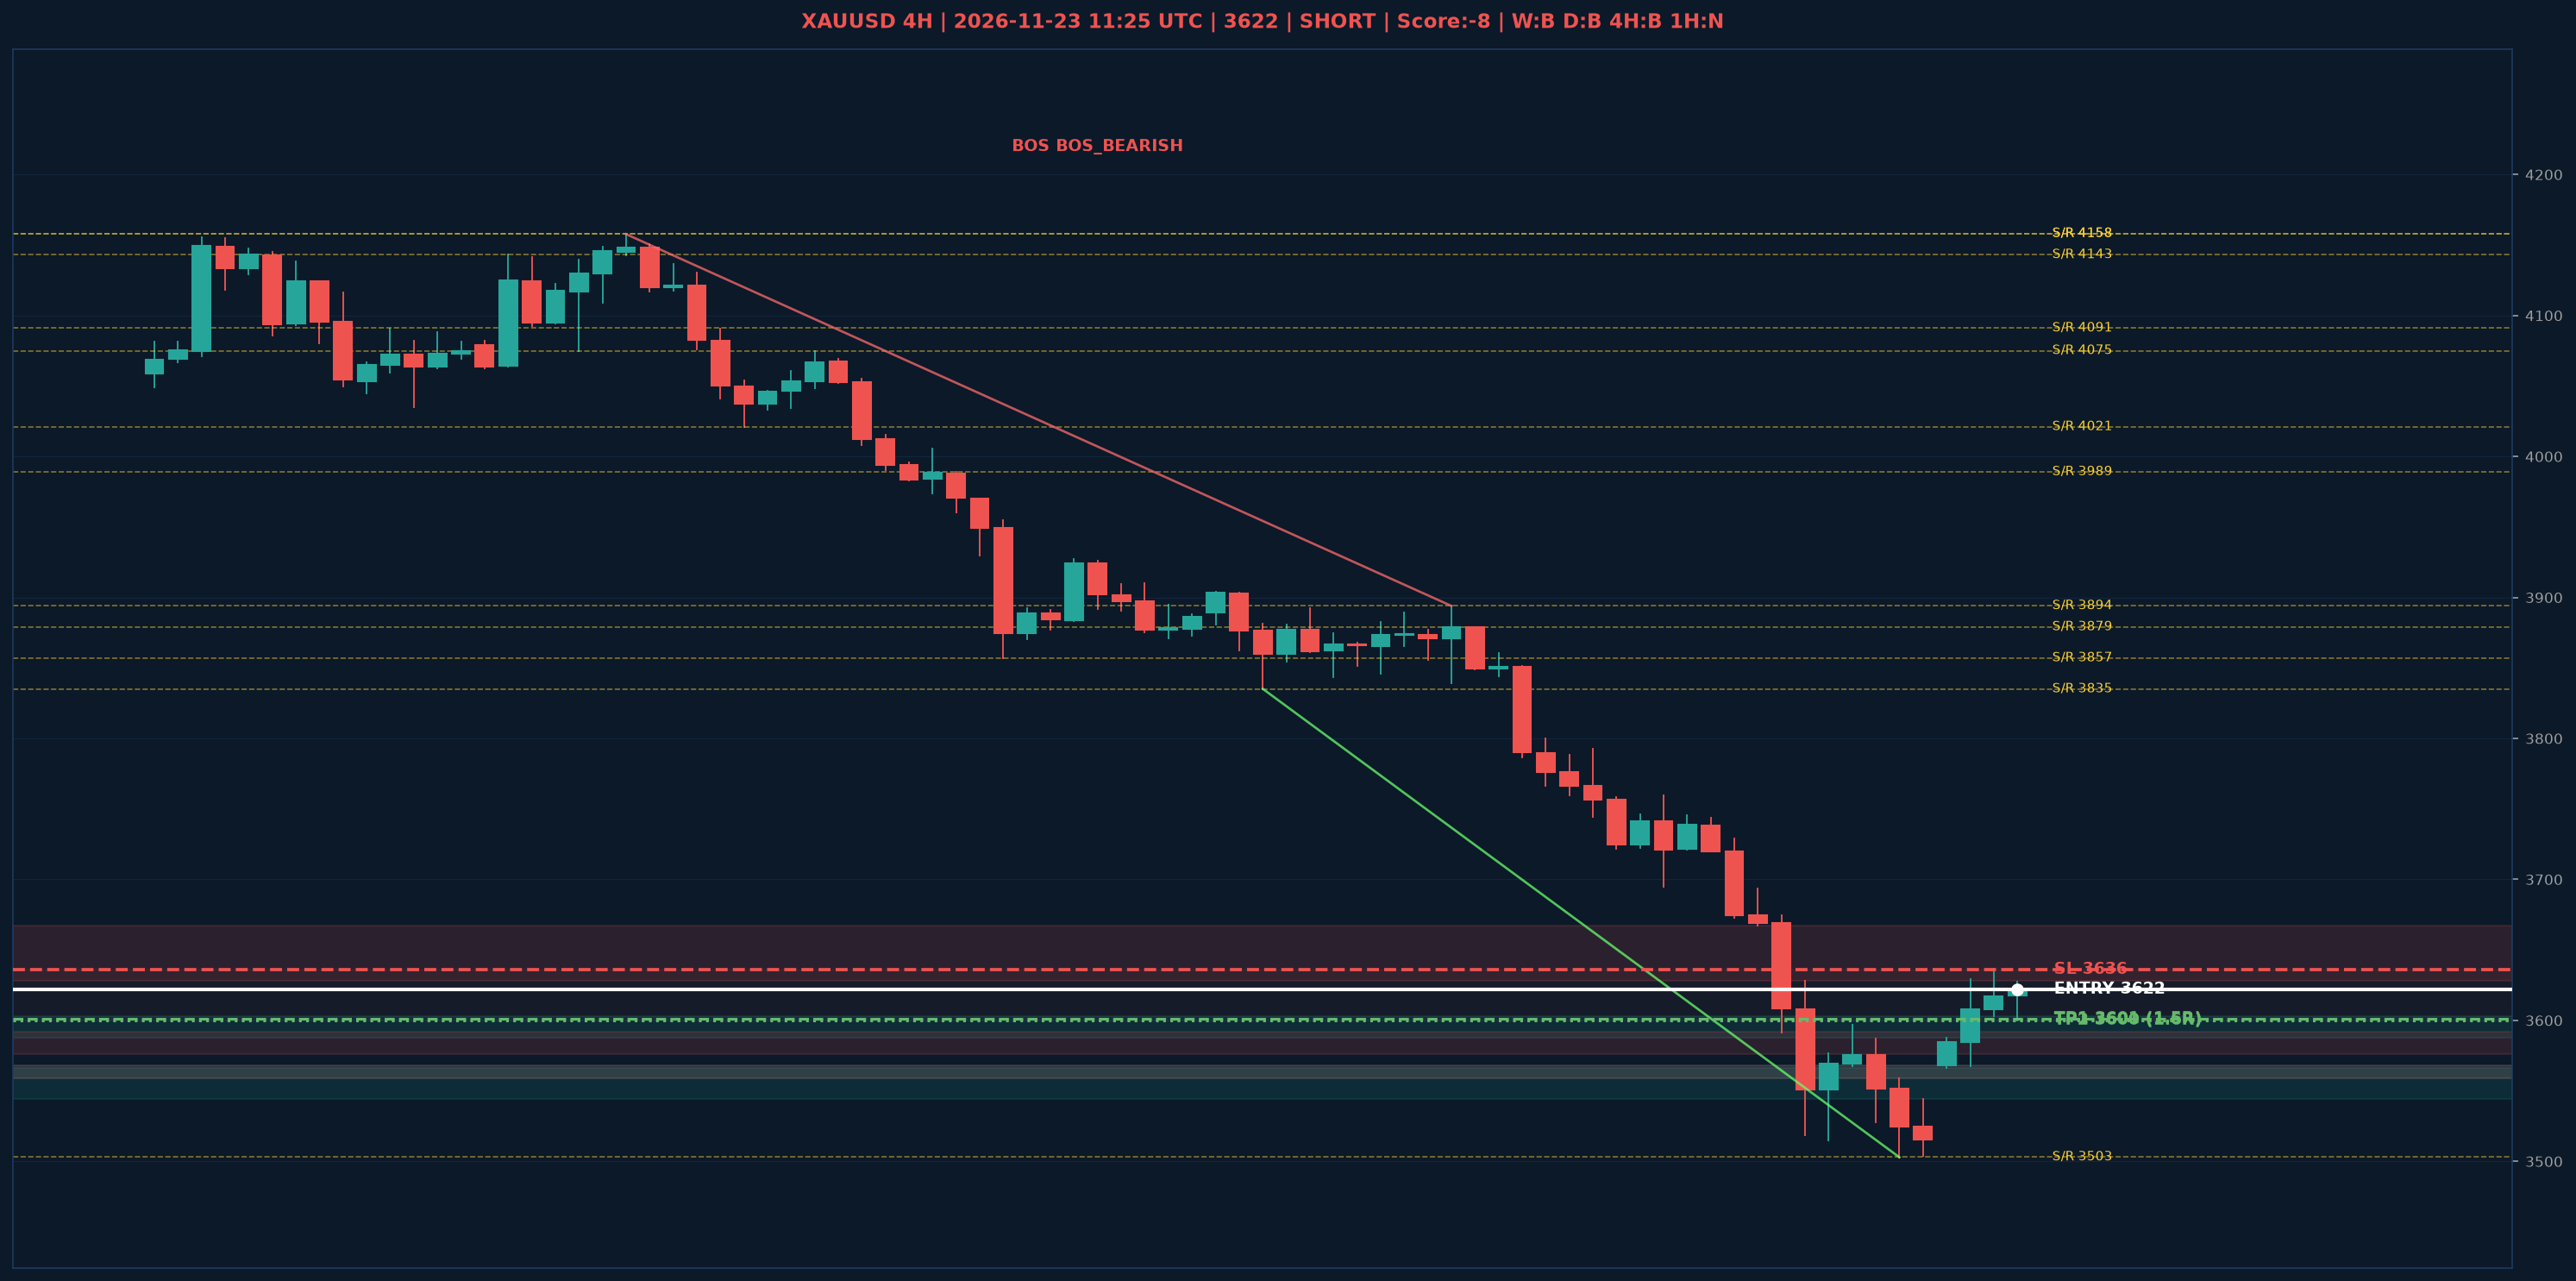 XAUUSD 4H | 2026-11-23 11:25 UTC | 3622 | SHORT | Score:-8 | W:B D:B 4H:B 1H:N
BOS BOS_BEARISH
4200
S/R 4158
S/R 4143
4100
S/R 4091
S/R 4075
S/R 4021
4000
S/R 3989
3900
S/R 3894
S/R 3879
S/R 3857
S/R 3835
3800
3700
SL 3636
ENTRY 3622
3600
S/R 3503
3500